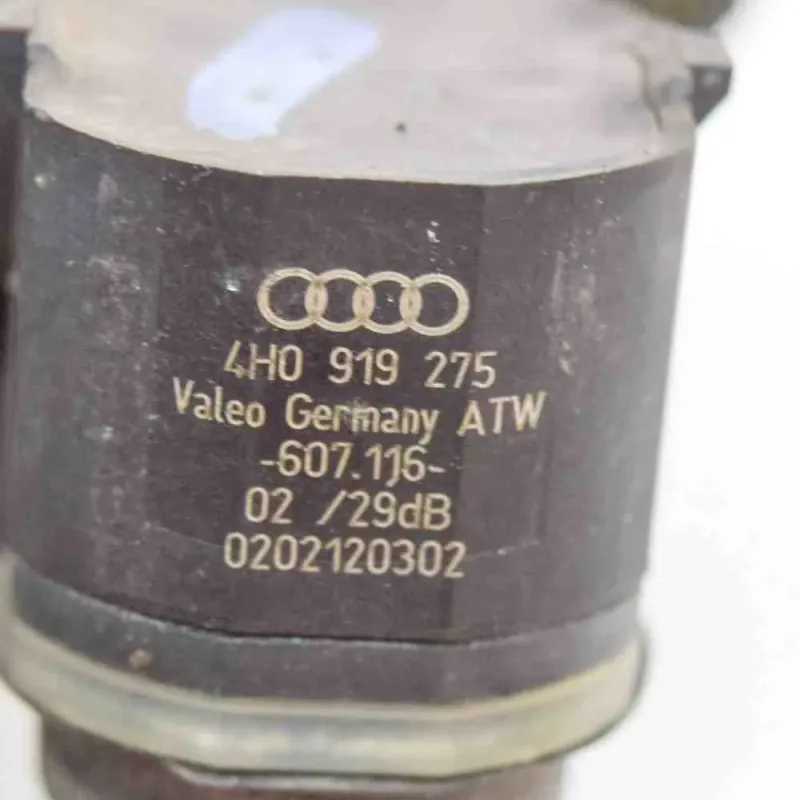 4H0 919 275
Valeo Germany ATW
-607.116-
02 /29dB
0202120302